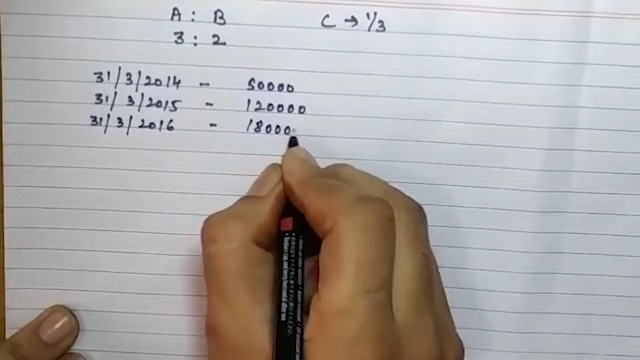 A : B C → 1/3
3 : 2
31/3/2014 - 50000
31/3/2015 - 120000
31/3/2016 - 18000